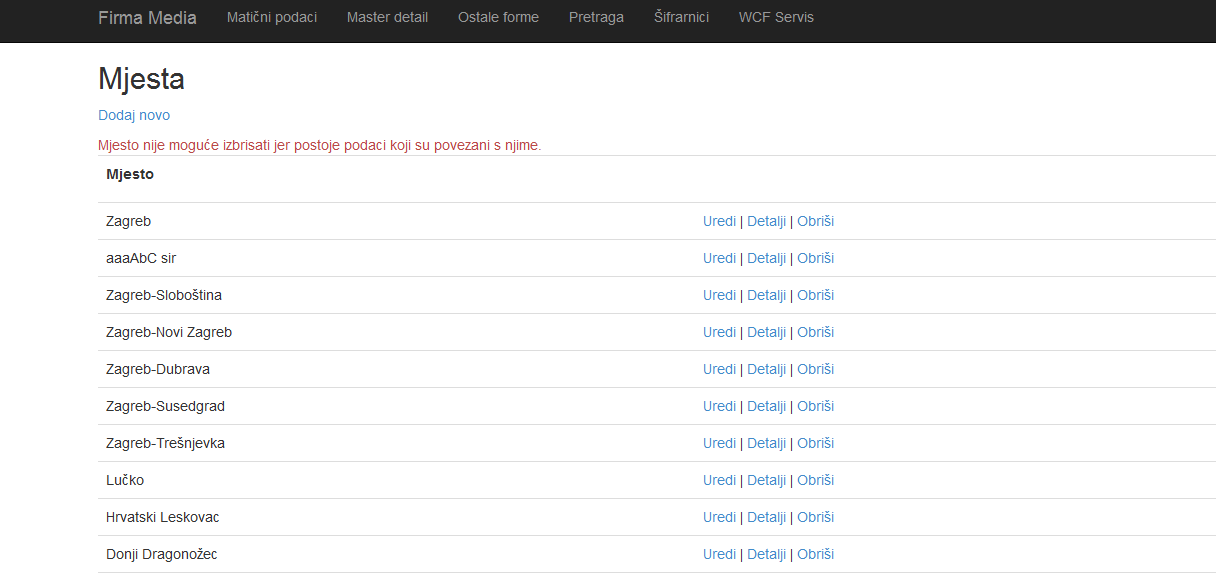 Firma Media Matični podaci Master detail Ostale forme Pretraga Šifrarnici WCF Servis
Mjesta
Dodaj novo
Mjesto nije moguće izbrisati jer postoje podaci koji su povezani s njime.
Mjesto
Zagreb Uredi | Detalji | Obriši
aaaAbC sir Uredi | Detalji | Obriši
Zagreb-Sloboština Uredi | Detalji | Obriši
Zagreb-Novi Zagreb Uredi | Detalji | Obriši
Zagreb-Dubrava Uredi | Detalji | Obriši
Zagreb-Susedgrad Uredi | Detalji | Obriši
Zagreb-Trešnjevka Uredi | Detalji | Obriši
Lučko Uredi | Detalji | Obriši
Hrvatski Leskovac Uredi | Detalji | Obriši
Donji Dragonožec Uredi | Detalji | Obriši